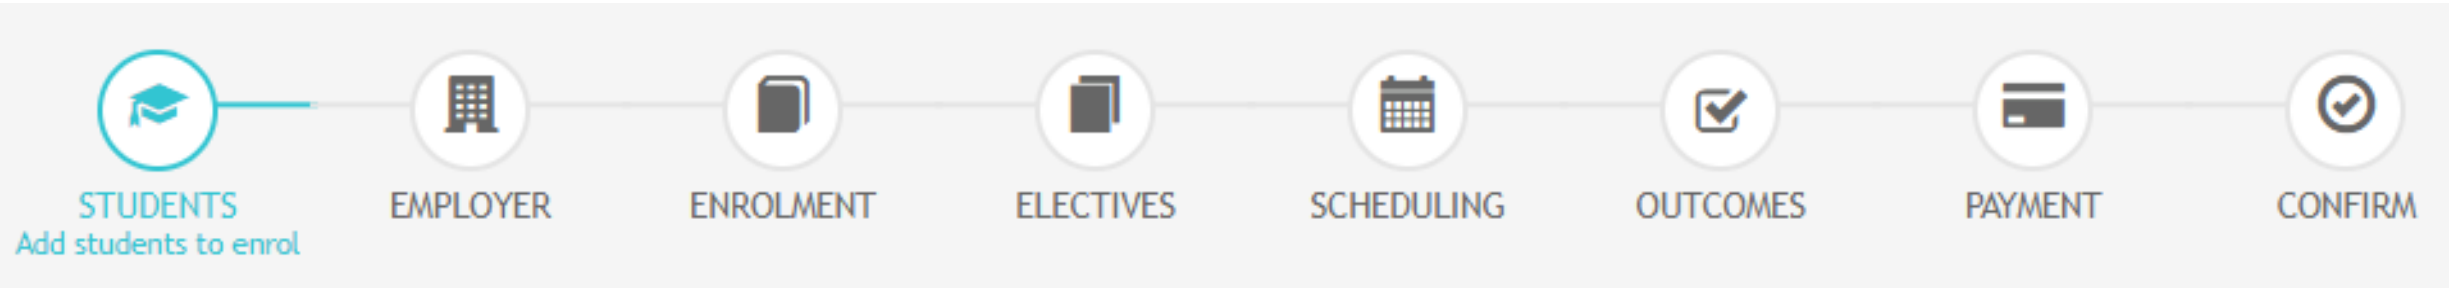 STUDENTS
Add students to enrol
EMPLOYER
ENROLMENT
ELECTIVES
SCHEDULING
OUTCOMES
PAYMENT
CONFIRM